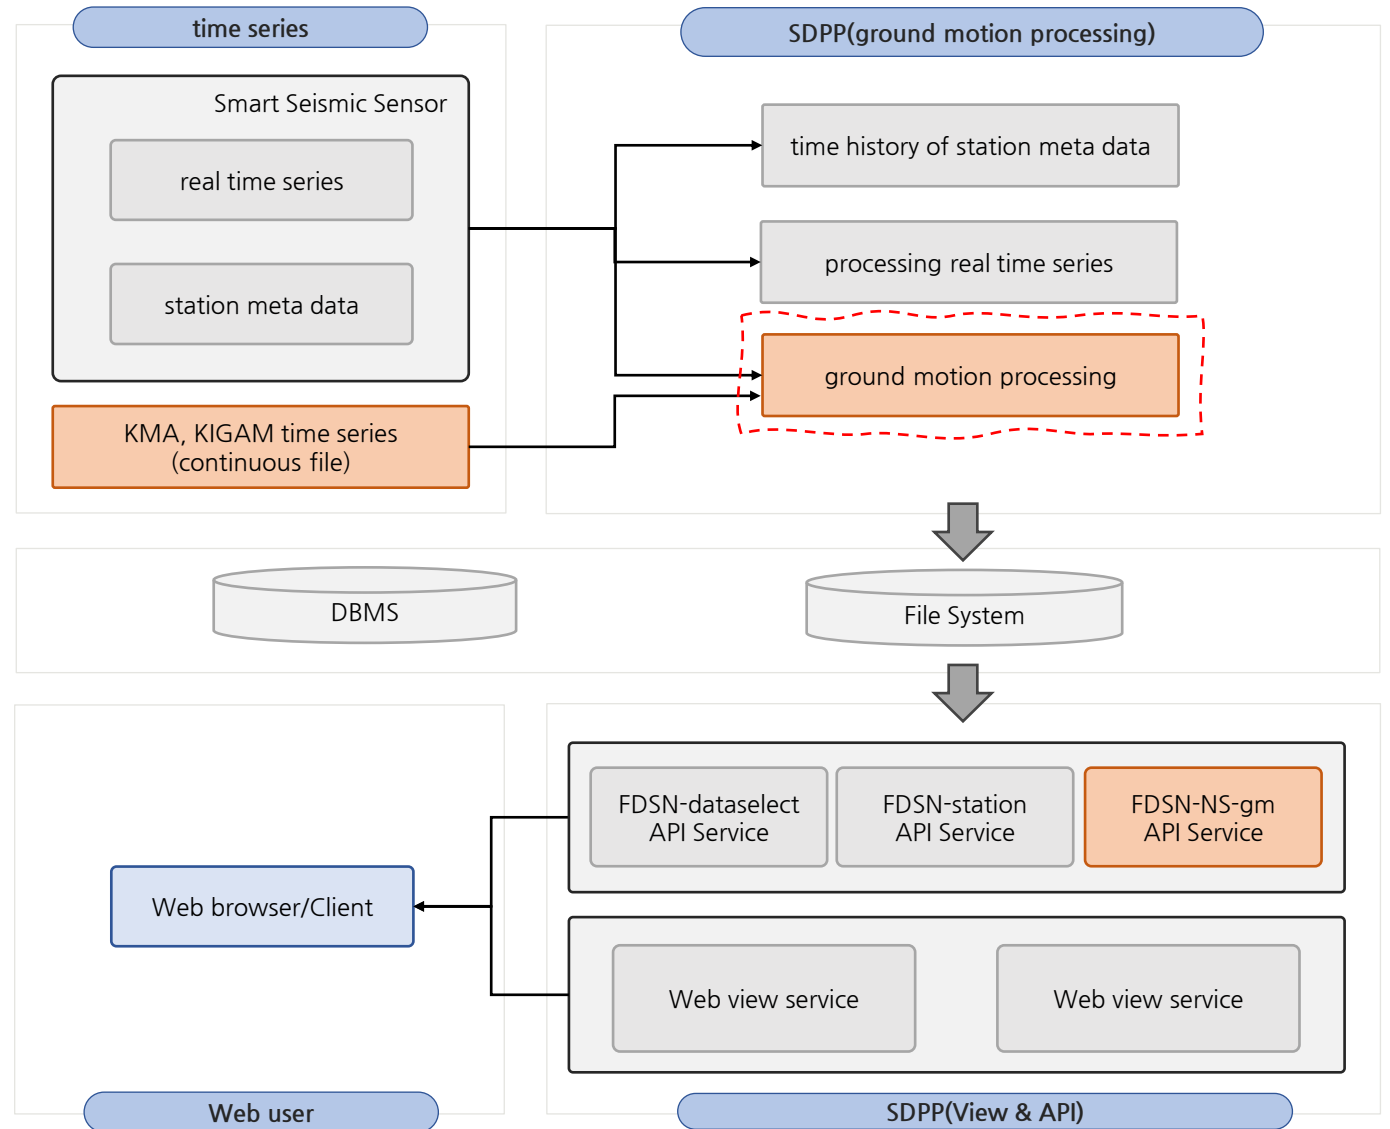 time series
SDPP(ground motion processing)
Smart Seismic Sensor
real time series
station meta data
KMA, KIGAM time series
(continuous file)
time history of station meta data
processing real time series
ground motion processing
DBMS
File System
FDSN-dataselect
API Service
FDSN-station
API Service
FDSN-NS-gm
API Service
Web browser/Client
Web view service
Web view service
Web user
SDPP(View & API)